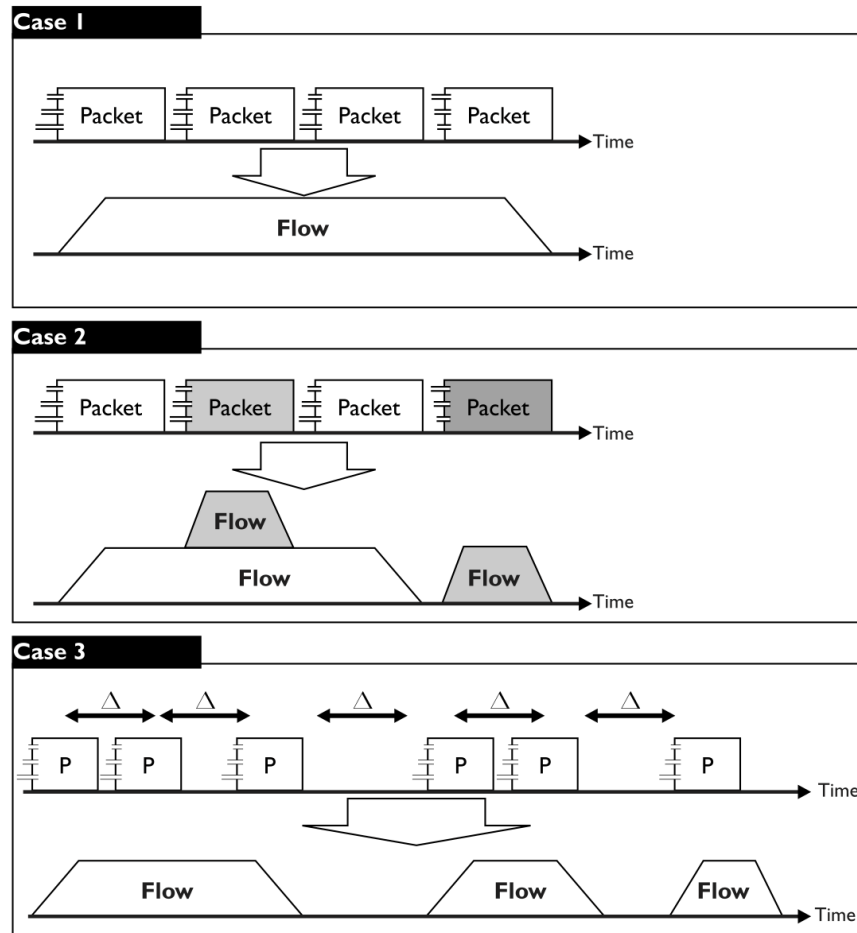 Case 1
Packet Packet Packet Packet
Time
Flow
Time
Case 2
Packet Packet Packet Packet
Time
Flow
Flow Flow
Time
Case 3
Δ Δ Δ Δ Δ
P P P P P P
Time
Flow Flow Flow
Time